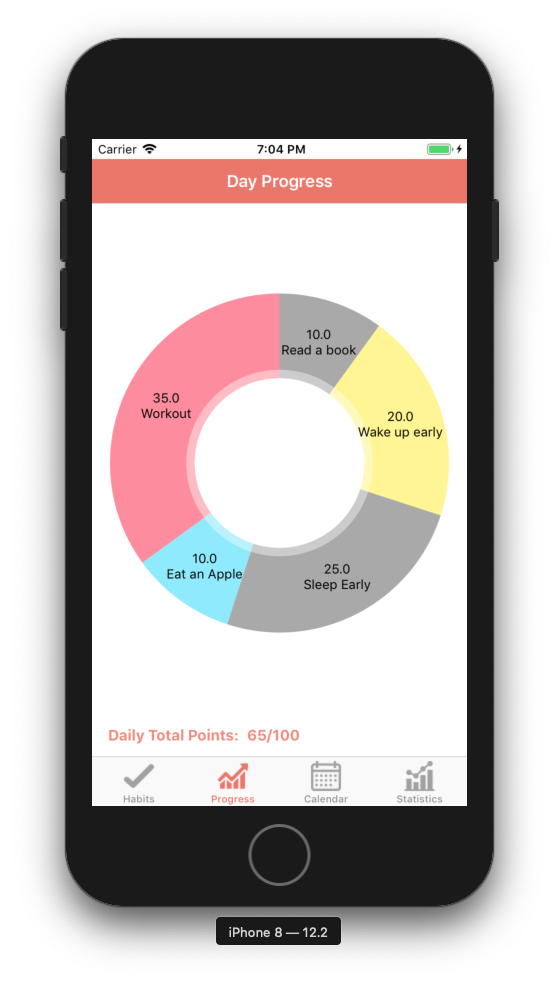 Carrier 7:04 PM
Day Progress
10.0
Read a book
20.0
Wake up early
35.0
Workout
10.0
Eat an Apple
25.0
Sleep Early
Daily Total Points: 65/100
Habits Progress Calendar Statistics
iPhone 8 — 12.2